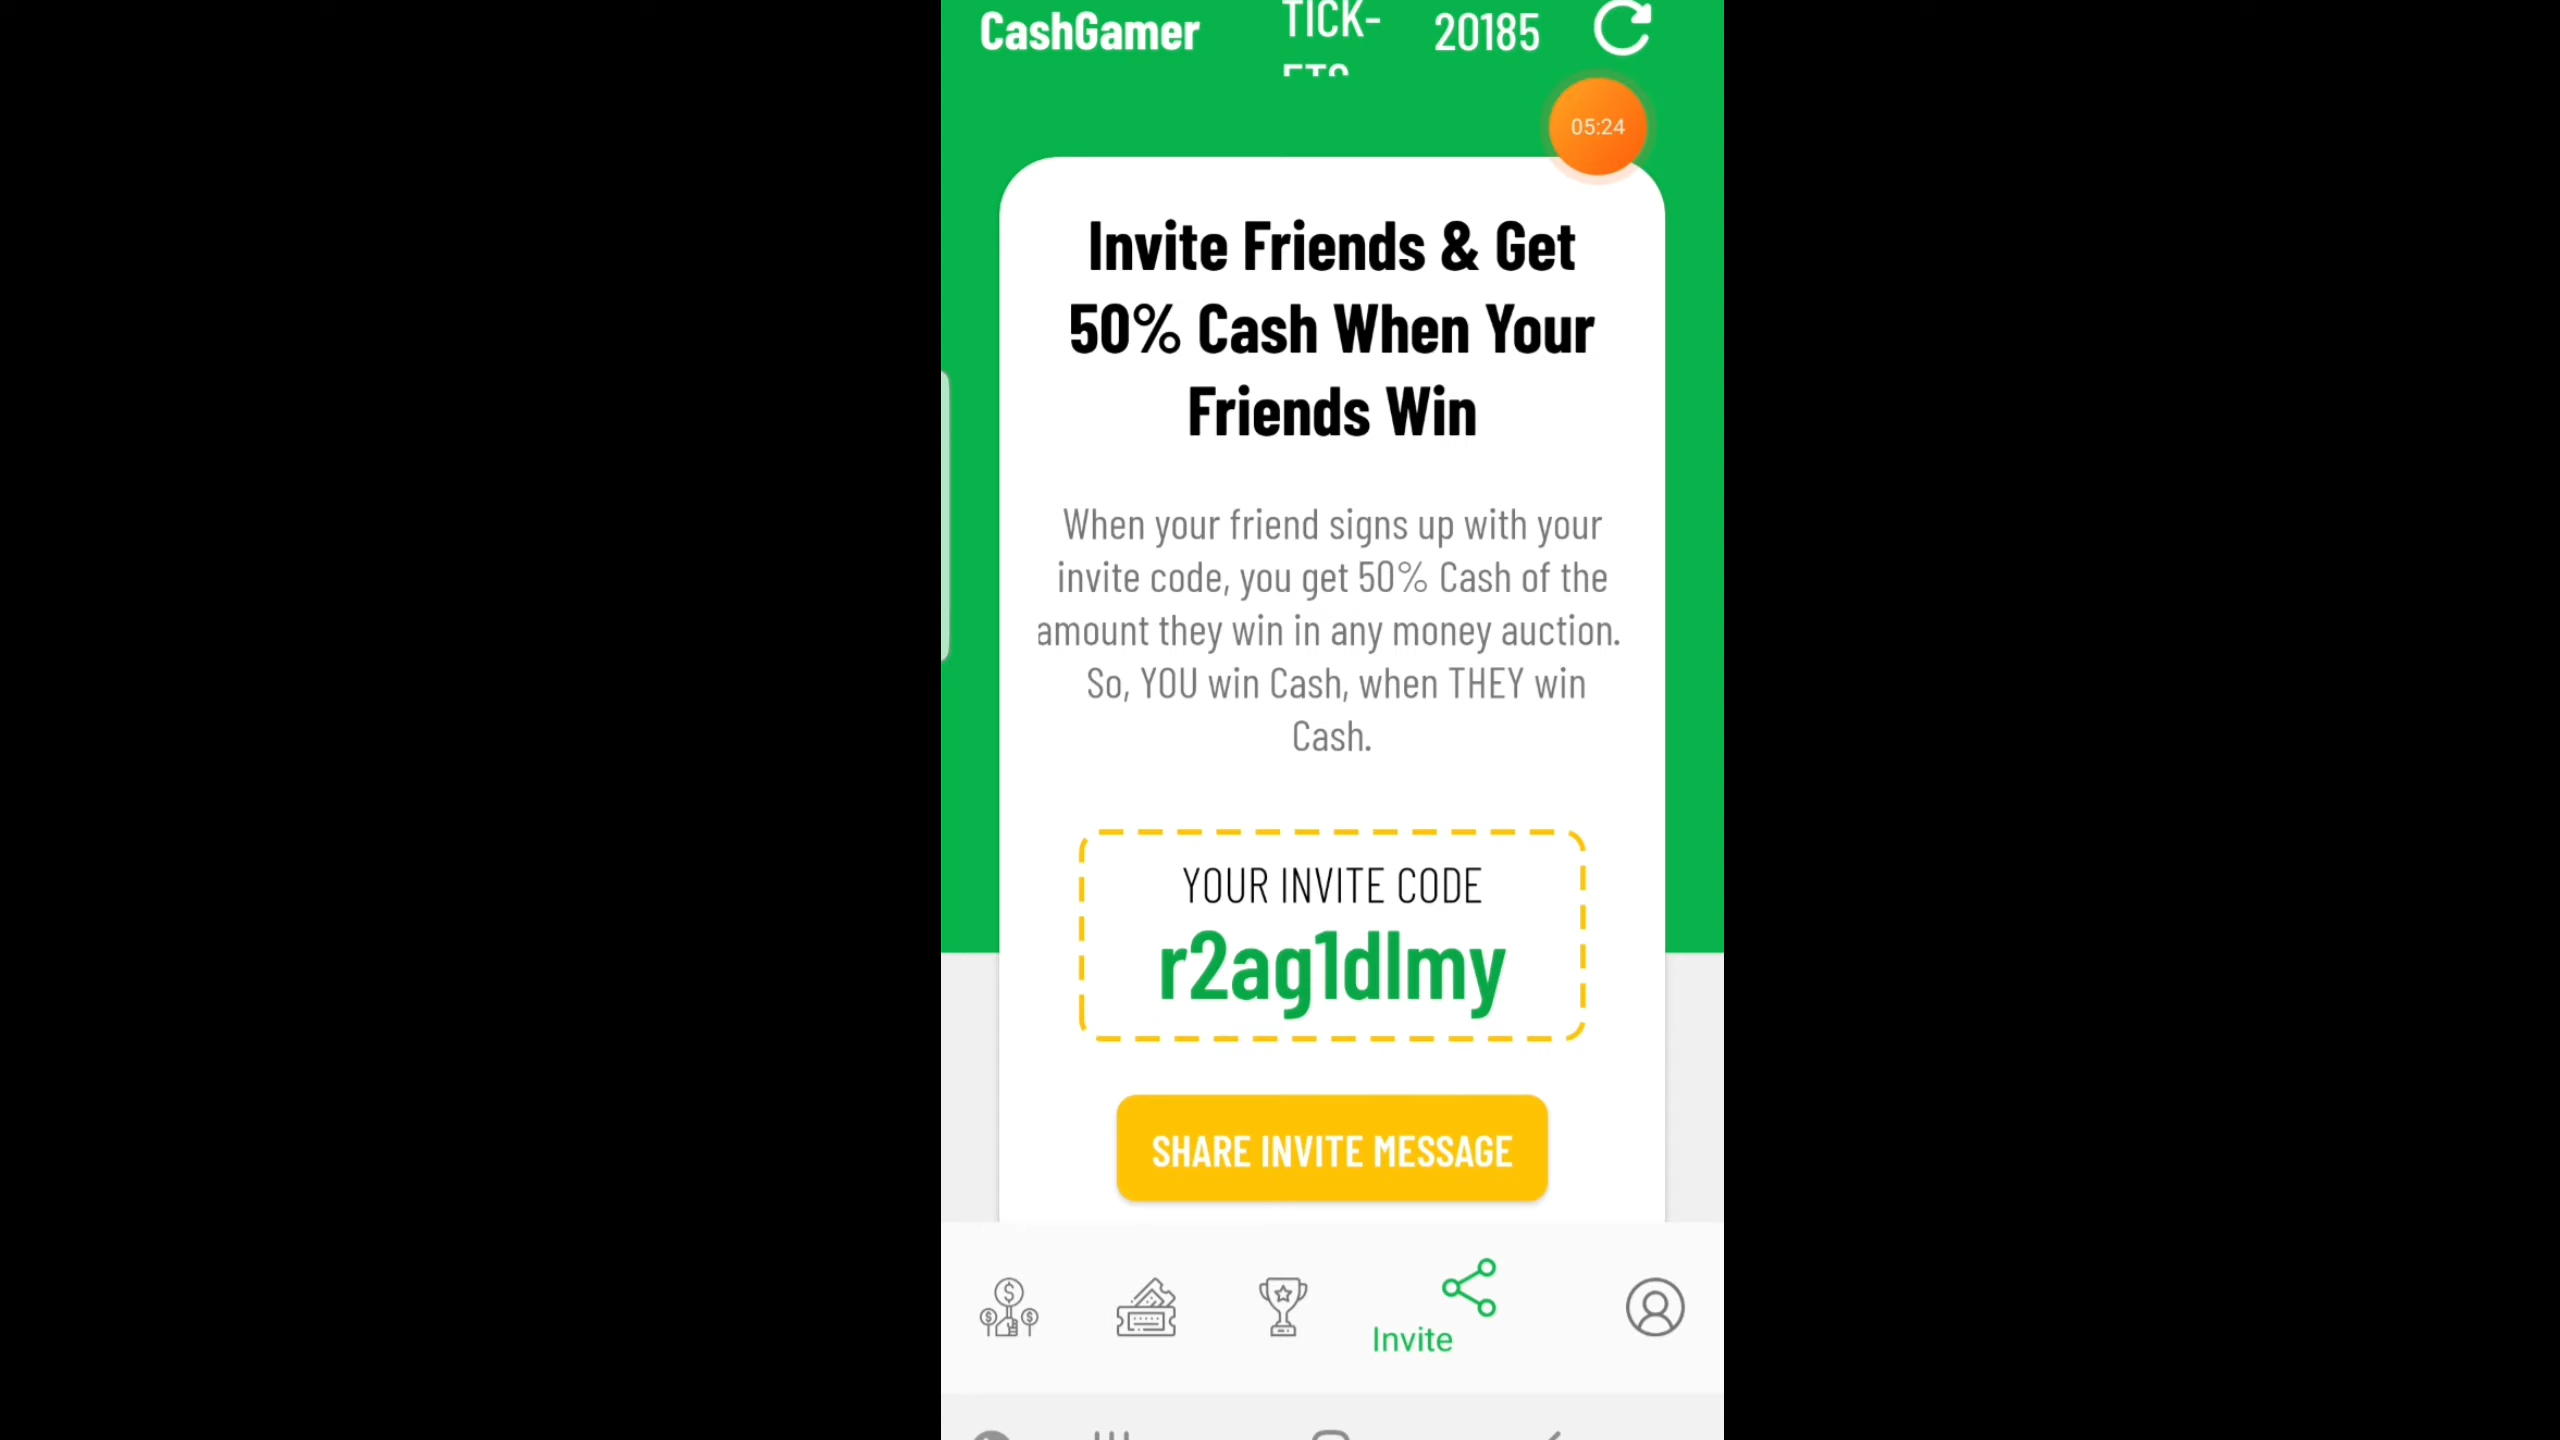 CashGamer
TICK-
20185
05:24
Invite Friends & Get
50% Cash When Your
Friends Win
When your friend signs up with your
invite code, you get 50% Cash of the
amount they win in any money auction.
So, YOU win Cash, when THEY win
Cash.
YOUR INVITE CODE
r2ag1dlmy
SHARE INVITE MESSAGE
Invite